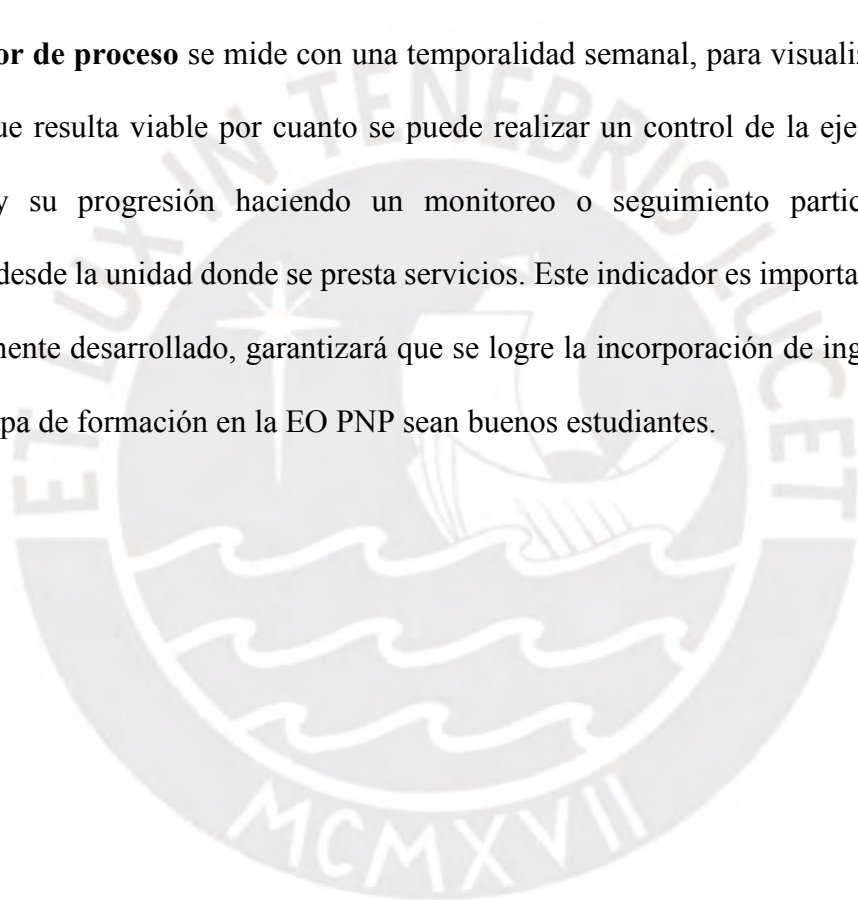 or de proceso se mide con una temporalidad semanal, para visualiz
ue resulta viable por cuanto se puede realizar un control de la eje
y su progresión haciendo un monitoreo o seguimiento partic
desde la unidad donde se presta servicios. Este indicador es importa
mente desarrollado, garantizará que se logre la incorporación de ing
apa de formación en la EO PNP sean buenos estudiantes.
ET LUX IN TENEBRIS LUCET
MCMXVII